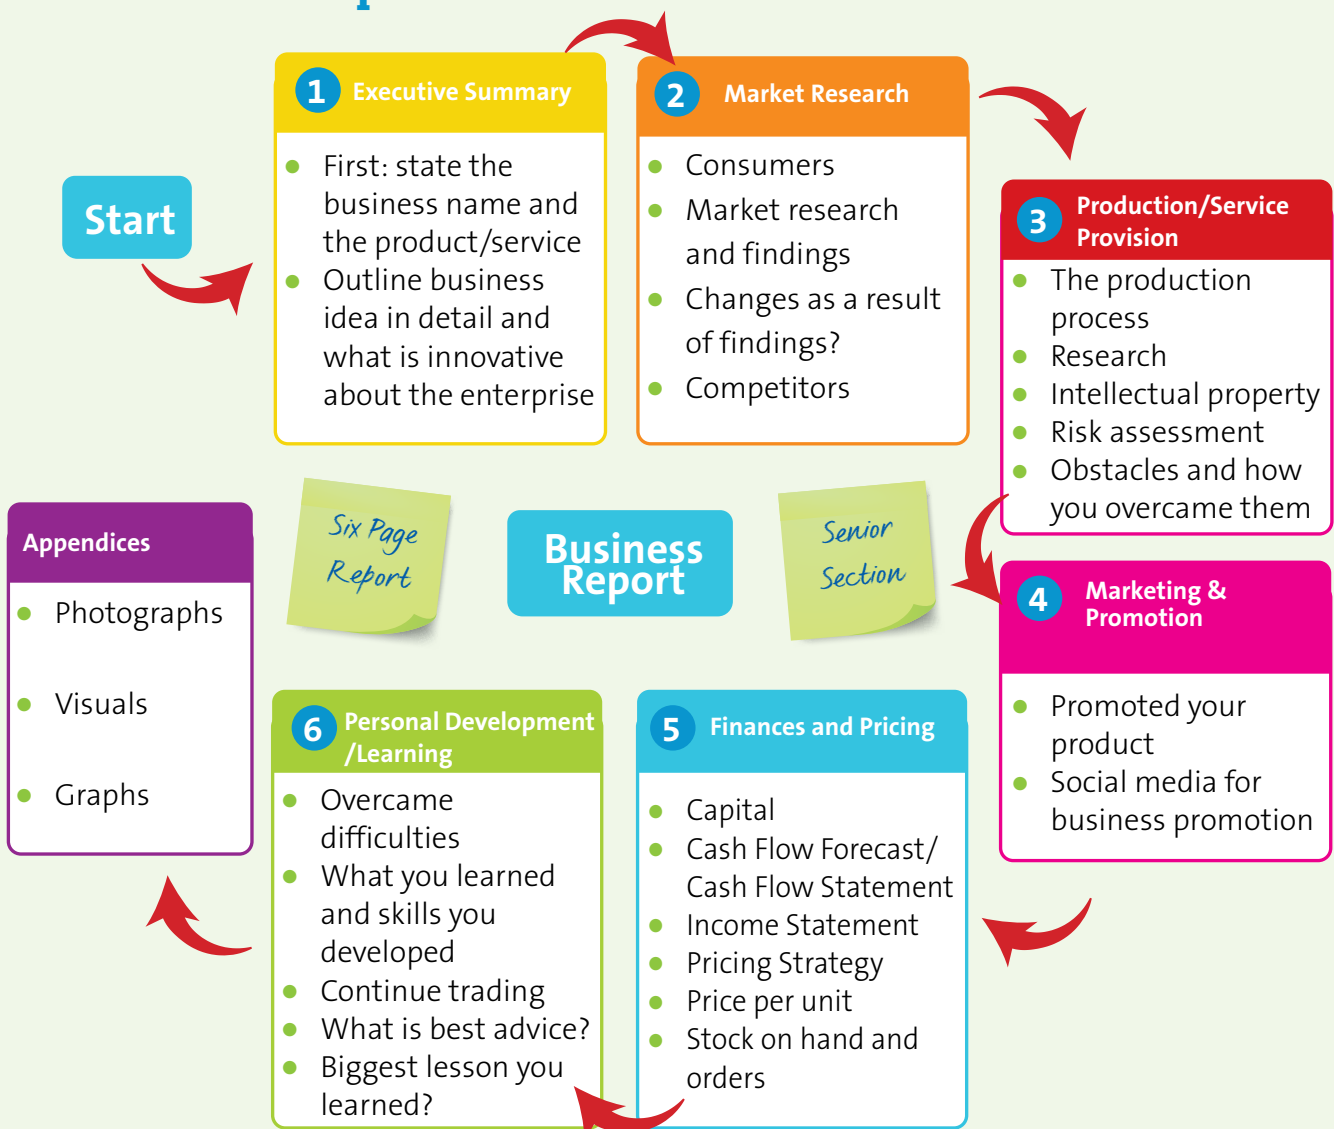 Start
1 Executive Summary
First: state the
business name and
the product/service
Outline business
idea in detail and
what is innovative
about the enterprise
2 Market Research
Consumers
Market research
and findings
Changes as a result
of findings?
Competitors
3 Production/Service
Provision
The production
process
Research
Intellectual property
Risk assessment
Obstacles and how
you overcame them
4 Marketing &
Promotion
Promoted your
product
Social media for
business promotion
5 Finances and Pricing
Capital
Cash Flow Forecast/
Cash Flow Statement
Income Statement
Pricing Strategy
Price per unit
Stock on hand and
orders
6 Personal Development
/Learning
Overcame
difficulties
What you learned
and skills you
developed
Continue trading
What is best advice?
Biggest lesson you
learned?
Appendices
Photographs
Visuals
Graphs
Six Page
Report
Business
Report
Senior
Section